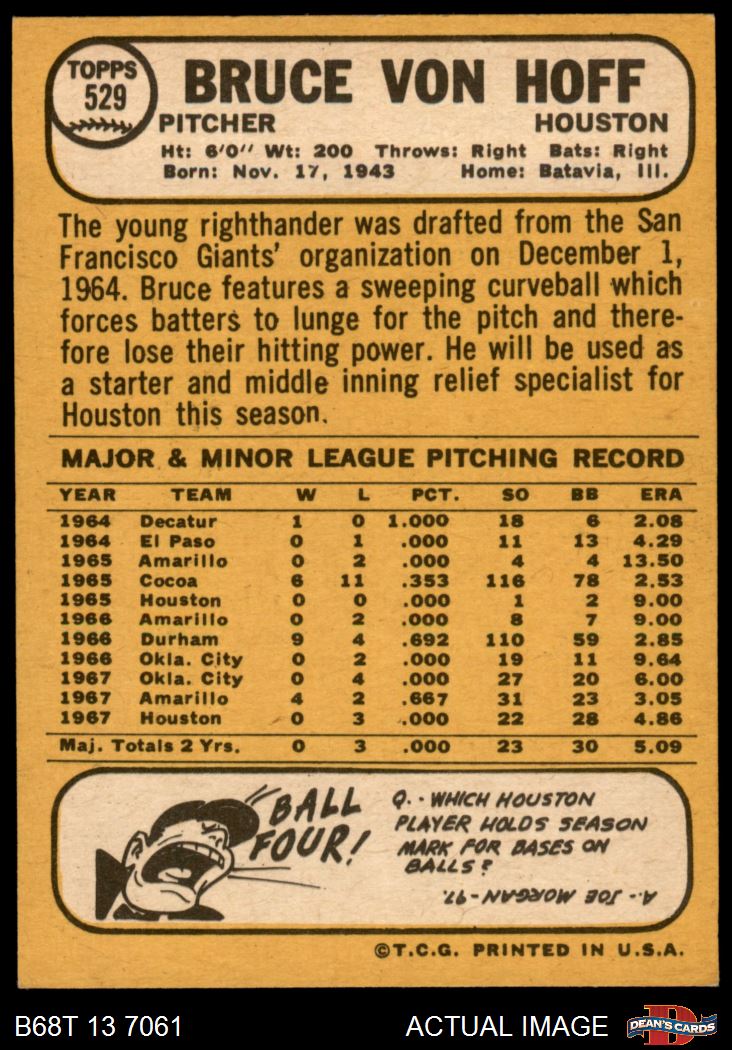 TOPPS
529
BRUCE VON HOFF
PITCHER HOUSTON
Ht: 6'0" Wt: 200 Throws: Right Bats: Right
Born: Nov. 17, 1943 Home: Batavia, Ill.
The young righthander was drafted from the San
Francisco Giants' organization on December 1,
1964. Bruce features a sweeping curveball which
forces batters to lunge for the pitch and there-
fore lose their hitting power. He will be used as
a starter and middle inning relief specialist for
Houston this season.
MAJOR & MINOR LEAGUE PITCHING RECORD
YEAR TEAM W L PCT. SO BB ERA
1964 Decatur 1 0 1.000 18 6 2.08
1964 El Paso 0 1 .000 11 13 4.29
1965 Amarillo 0 2 .000 4 4 13.50
1965 Cocoa 6 11 .353 116 78 2.53
1965 Houston 0 0 .000 1 2 9.00
1966 Amarillo 0 2 .000 8 7 9.00
1966 Durham 9 4 .692 110 59 2.85
1966 Okla. City 0 2 .000 19 11 9.64
1967 Okla. City 0 4 .000 27 20 6.00
1967 Amarillo 4 2 .667 31 23 3.05
1967 Houston 0 3 .000 22 28 4.86
Maj. Totals 2 Yrs. 0 3 .000 23 30 5.09
BALL
FOUR!
Q.- WHICH HOUSTON
PLAYER HOLDS SEASON
MARK FOR BASES ON
BALLS?
A.- JOE MORGAN-97.
©T.C.G. PRINTED IN U.S.A.
B68T 13 7061 ACTUAL IMAGE DEAN'S CARDS